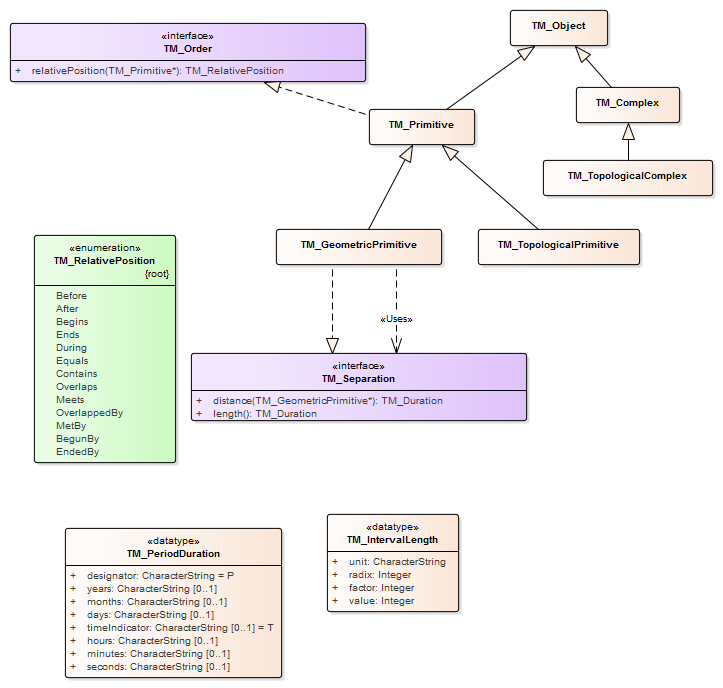 «interface»
TM_Order
+ relativePosition(TM_Primitive*): TM_RelativePosition
TM_Object
TM_Complex
TM_Primitive
TM_TopologicalComplex
TM_GeometricPrimitive
TM_TopologicalPrimitive
«enumeration»
TM_RelativePosition
{root}
Before
After
Begins
Ends
During
Equals
Contains
Overlaps
Meets
OverlappedBy
MetBy
BegunBy
EndedBy
«Uses»
«interface»
TM_Separation
+ distance(TM_GeometricPrimitive*): TM_Duration
+ length(): TM_Duration
«datatype»
TM_PeriodDuration
+ designator: CharacterString = P
+ years: CharacterString [0..1]
+ months: CharacterString [0..1]
+ days: CharacterString [0..1]
+ timeIndicator: CharacterString [0..1] = T
+ hours: CharacterString [0..1]
+ minutes: CharacterString [0..1]
+ seconds: CharacterString [0..1]
«datatype»
TM_IntervalLength
+ unit: CharacterString
+ radix: Integer
+ factor: Integer
+ value: Integer